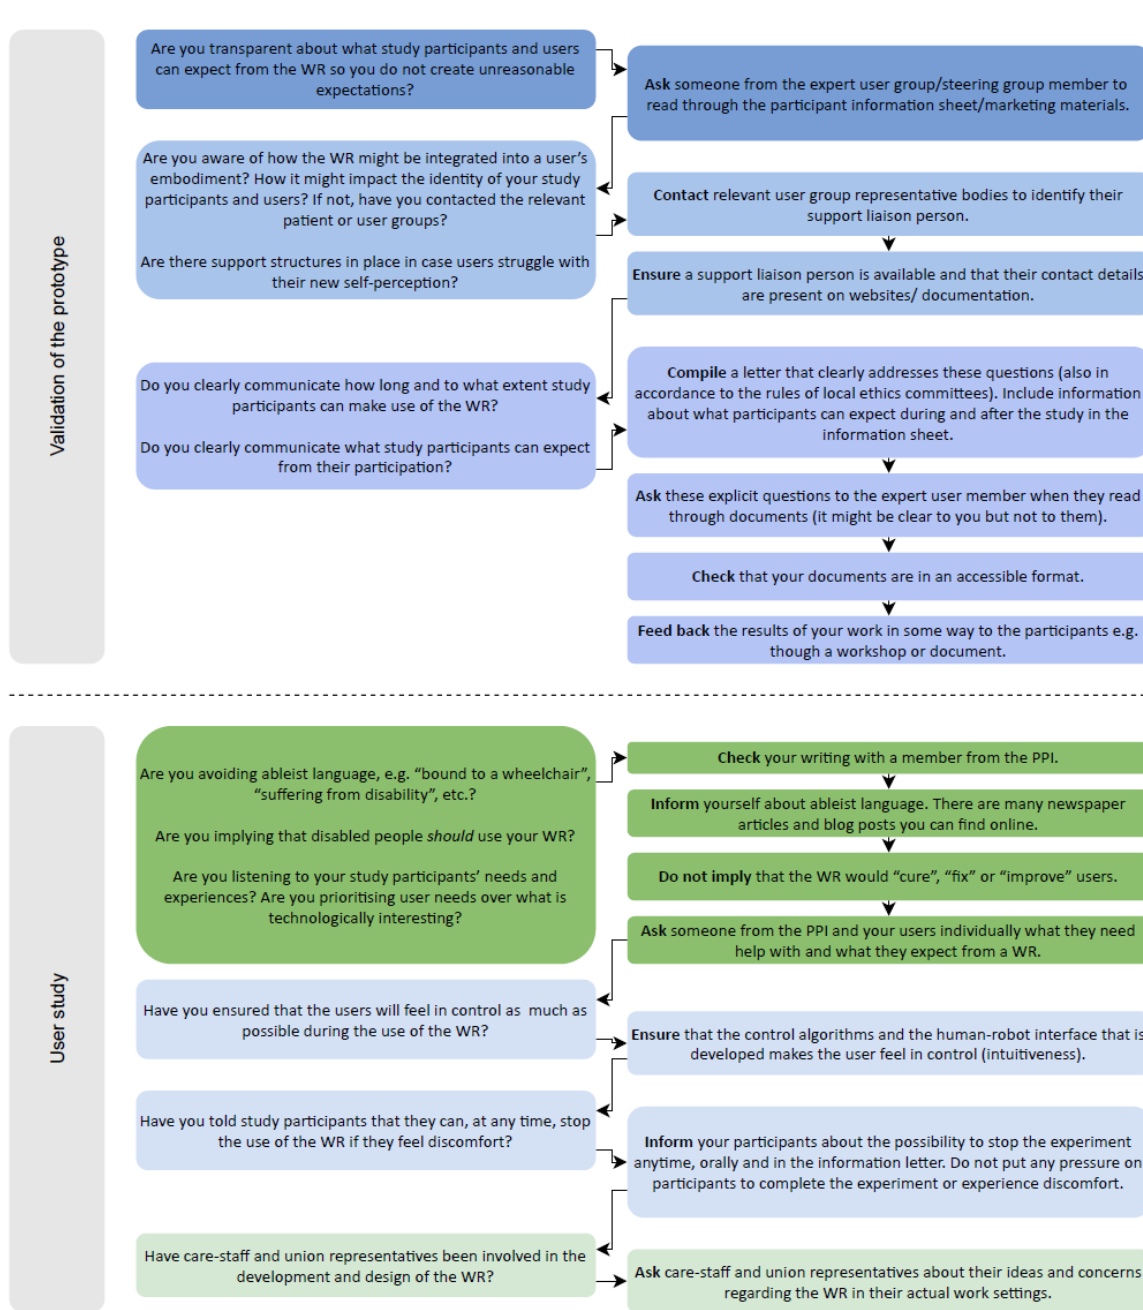 Validation of the prototype
Are you transparent about what study participants and users
can expect from the WR so you do not create unreasonable
expectations?
Ask someone from the expert user group/steering group member to
read through the participant information sheet/marketing materials.
Are you aware of how the WR might be integrated into a user's
embodiment? How it might impact the identity of your study
participants and users? If not, have you contacted the relevant
patient or user groups?
Are there support structures in place in case users struggle with
their new self-perception?
Contact relevant user group representative bodies to identify their
support liaison person.
Ensure a support liaison person is available and that their contact details
are present on websites/ documentation.
Do you clearly communicate how long and to what extent study
participants can make use of the WR?
Do you clearly communicate what study participants can expect
from their participation?
Compile a letter that clearly addresses these questions (also in
accordance to the rules of local ethics committees). Include information
about what participants can expect during and after the study in the
information sheet.
Ask these explicit questions to the expert user member when they read
through documents (it might be clear to you but not to them).
Check that your documents are in an accessible format.
Feed back the results of your work in some way to the participants e.g.
though a workshop or document.
User study
Are you avoiding ableist language, e.g. “bound to a wheelchair”,
“suffering from disability”, etc.?
Are you implying that disabled people should use your WR?
Are you listening to your study participants' needs and
experiences? Are you prioritising user needs over what is
technologically interesting?
Check your writing with a member from the PPI.
Inform yourself about ableist language. There are many newspaper
articles and blog posts you can find online.
Do not imply that the WR would “cure”, “fix” or “improve” users.
Ask someone from the PPI and your users individually what they need
help with and what they expect from a WR.
Have you ensured that the users will feel in control as much as
possible during the use of the WR?
Ensure that the control algorithms and the human-robot interface that is
developed makes the user feel in control (intuitiveness).
Have you told study participants that they can, at any time, stop
the use of the WR if they feel discomfort?
Inform your participants about the possibility to stop the experiment
anytime, orally and in the information letter. Do not put any pressure on
participants to complete the experiment or experience discomfort.
Have care-staff and union representatives been involved in the
development and design of the WR?
Ask care-staff and union representatives about their ideas and concerns
regarding the WR in their actual work settings.